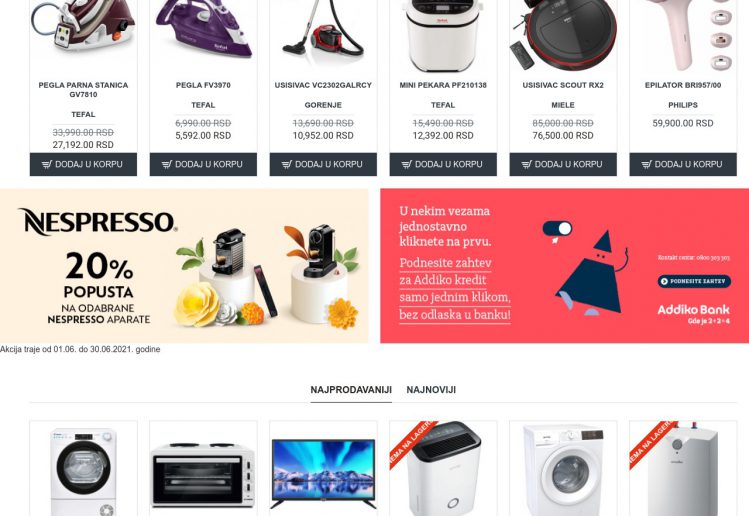 PEGLA PARNA STANICA
GV7810
TEFAL
33,990.00 RSD
27,192.00 RSD
DODAJ U KORPU
PEGLA FV3970
TEFAL
6,990.00 RSD
5,592.00 RSD
DODAJ U KORPU
USISIVAC VC2302GALRCY
GORENJE
13,690.00 RSD
10,952.00 RSD
DODAJ U KORPU
MINI PEKARA PF210138
TEFAL
15,490.00 RSD
12,392.00 RSD
DODAJ U KORPU
USISIVAC SCOUT RX2
MIELE
85,000.00 RSD
76,500.00 RSD
DODAJ U KORPU
EPILATOR BRI957/00
PHILIPS
59,900.00 RSD
DODAJ U KORPU
NESPRESSO.
20%
POPUSTA
NA ODABRANE
NESPRESSO APARATE
U nekim vezama
jednostavno
kliknete na prvu.
Podnesite zahtev
za Addiko kredit
samo jednim klikom,
bez odlaska u banku!
Kontakt centar: 0800 303 303
PODNESITE ZAHTEV
Addiko Bank
Gde je 2+2=4
Akcija traje od 01.06. do 30.06.2021. godine
NAJPRODAVANIJI
NAJNOVIJI
NEMA NA LAGERU
NEMA NA LAGERU